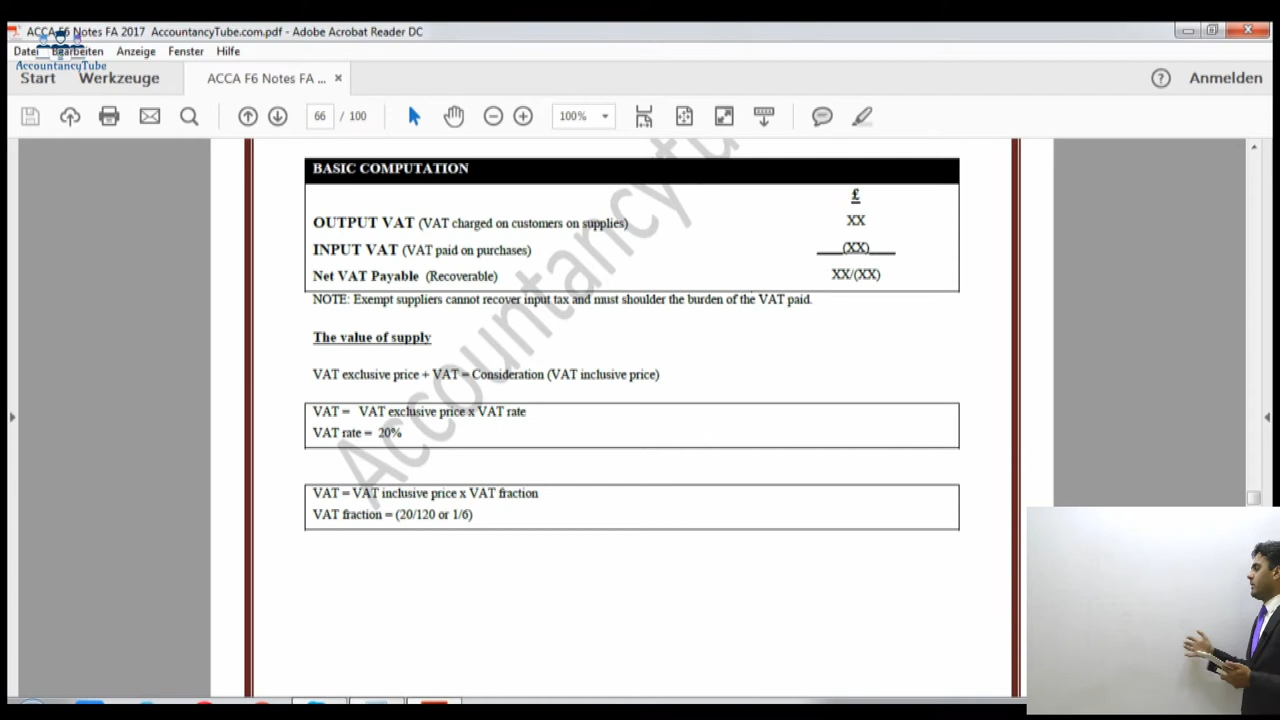 ACCA F6 Notes FA 2017 AccountancyTube.com.pdf - Adobe Acrobat Reader DC
Datei Bearbeiten Anzeige Fenster Hilfe
AccountancyTube
Start Werkzeuge ACCA F6 Notes FA ... × Anmelden
66 / 100 100%
BASIC COMPUTATION
£
OUTPUT VAT (VAT charged on customers on supplies) XX
INPUT VAT (VAT paid on purchases) (XX)
Net VAT Payable (Recoverable) XX/(XX)
NOTE: Exempt suppliers cannot recover input tax and must shoulder the burden of the VAT paid.
The value of supply
VAT exclusive price + VAT = Consideration (VAT inclusive price)
VAT = VAT exclusive price x VAT rate
VAT rate = 20%
VAT = VAT inclusive price x VAT fraction
VAT fraction = (20/120 or 1/6)
Accountancytu